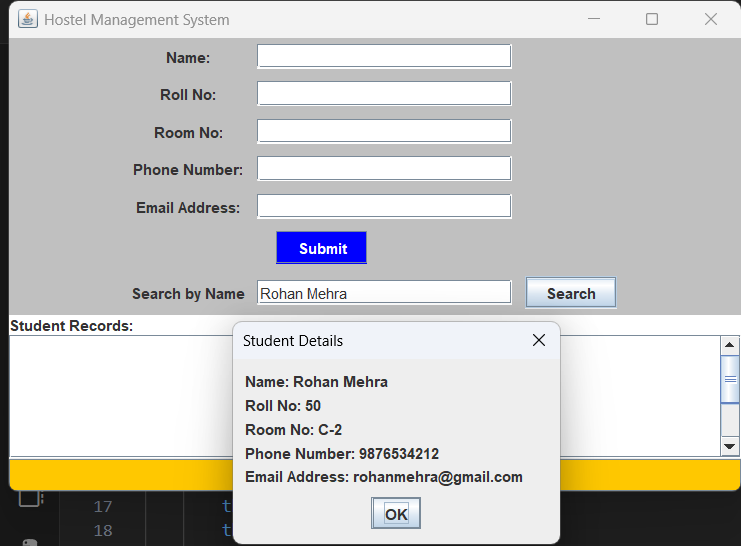 Hostel Management System
Name:
Roll No:
Room No:
Phone Number:
Email Address:
Submit
Search by Name Rohan Mehra Search
Student Records:
Student Details
Name: Rohan Mehra
Roll No: 50
Room No: C-2
Phone Number: 9876534212
Email Address: rohanmehra@gmail.com
OK
17 t
18 t